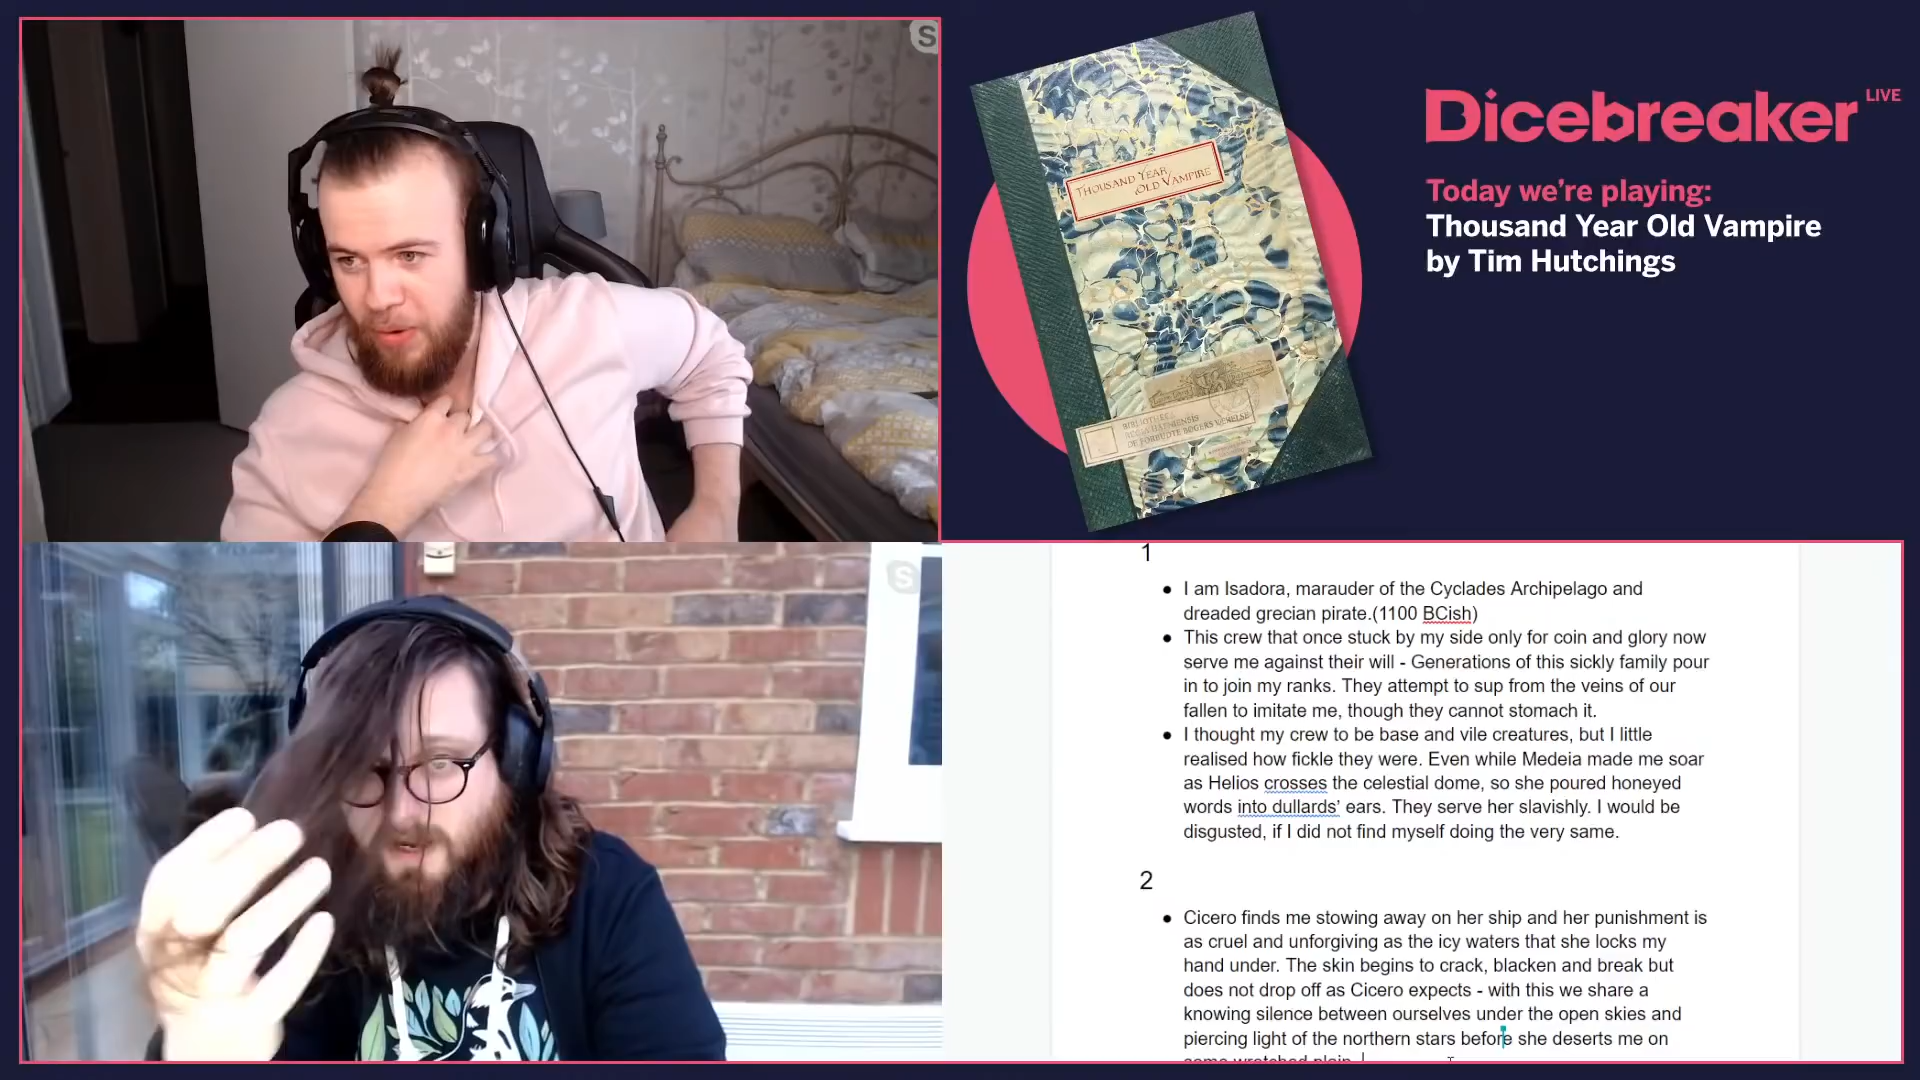 S
THOUSAND YEAR
OLD VAMPIRE
Dicebreaker LIVE
Today we're playing:
Thousand Year Old Vampire
by Tim Hutchings
S
1
● I am Isadora, marauder of the Cyclades Archipelago and
dreaded grecian pirate.(1100 BCish)
● This crew that once stuck by my side only for coin and glory now
serve me against their will - Generations of this sickly family pour
in to join my ranks. They attempt to sup from the veins of our
fallen to imitate me, though they cannot stomach it.
● I thought my crew to be base and vile creatures, but I little
realised how fickle they were. Even while Medeia made me soar
as Helios crosses the celestial dome, so she poured honeyed
words into dullards' ears. They serve her slavishly. I would be
disgusted, if I did not find myself doing the very same.
2
● Cicero finds me stowing away on her ship and her punishment is
as cruel and unforgiving as the icy waters that she locks my
hand under. The skin begins to crack, blacken and break but
does not drop off as Cicero expects - with this we share a
knowing silence between ourselves under the open skies and
piercing light of the northern stars before she deserts me on
some wretched plain.